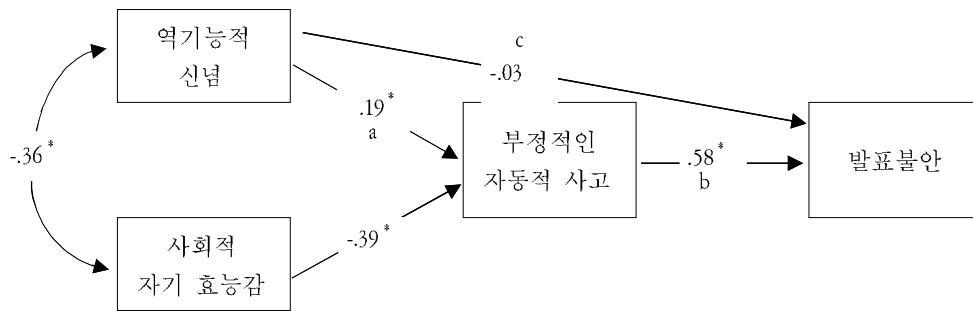 역기능적
신념
c
-.03
.19*
a
-.36*
부정적인
자동적 사고
.58*
b
발표불안
사회적
자기 효능감
-.39*